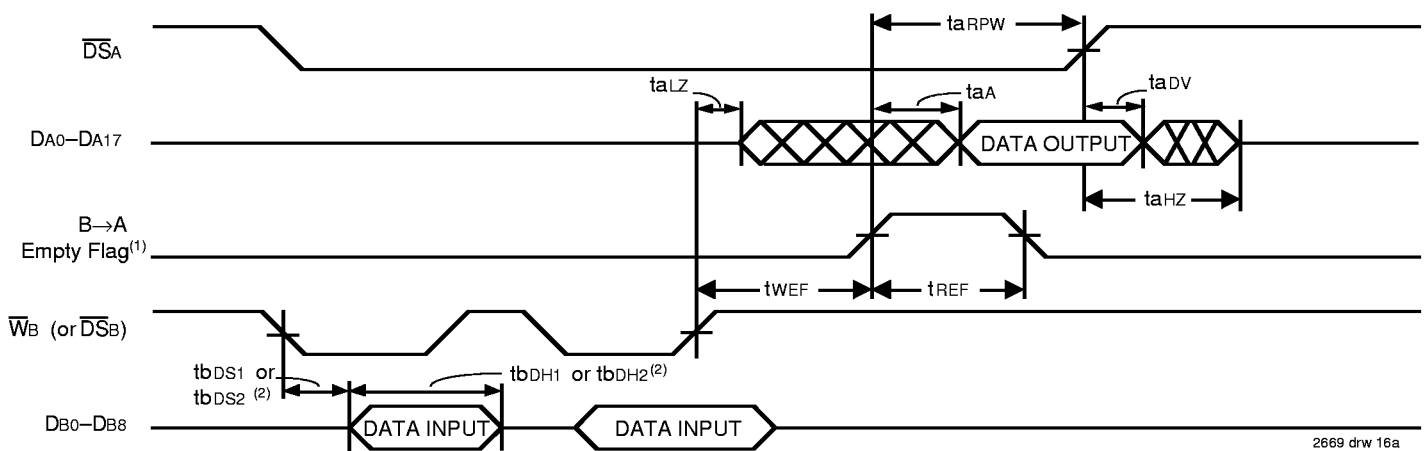 taRPW
DSA
taLZ
taA
taDV
DA0–DA17
DATA OUTPUT
taHZ
B→A
Empty Flag(1)
tWEF
tREF
WB (or DSB)
tbDS1 or
tbDS2 (2)
tbDH1 or tbDH2(2)
DB0–DB8
DATA INPUT
DATA INPUT
2669 drw 16a